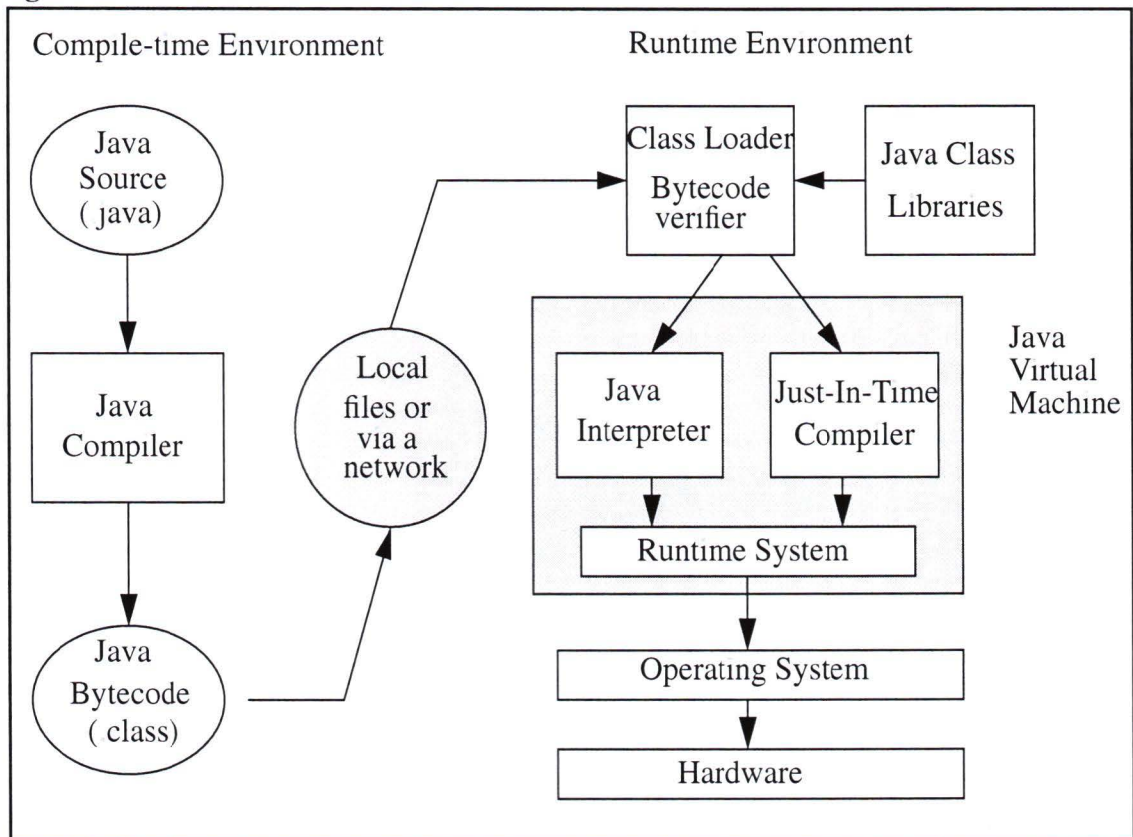 Compile-time Environment
Runtime Environment
Java
Source
( java)
Java
Compiler
Java
Bytecode
( class)
Local
files or
via a
network
Class Loader
Bytecode
verifier
Java Class
Libraries
Java
Interpreter
Just-In-Time
Compiler
Runtime System
Java
Virtual
Machine
Operating System
Hardware